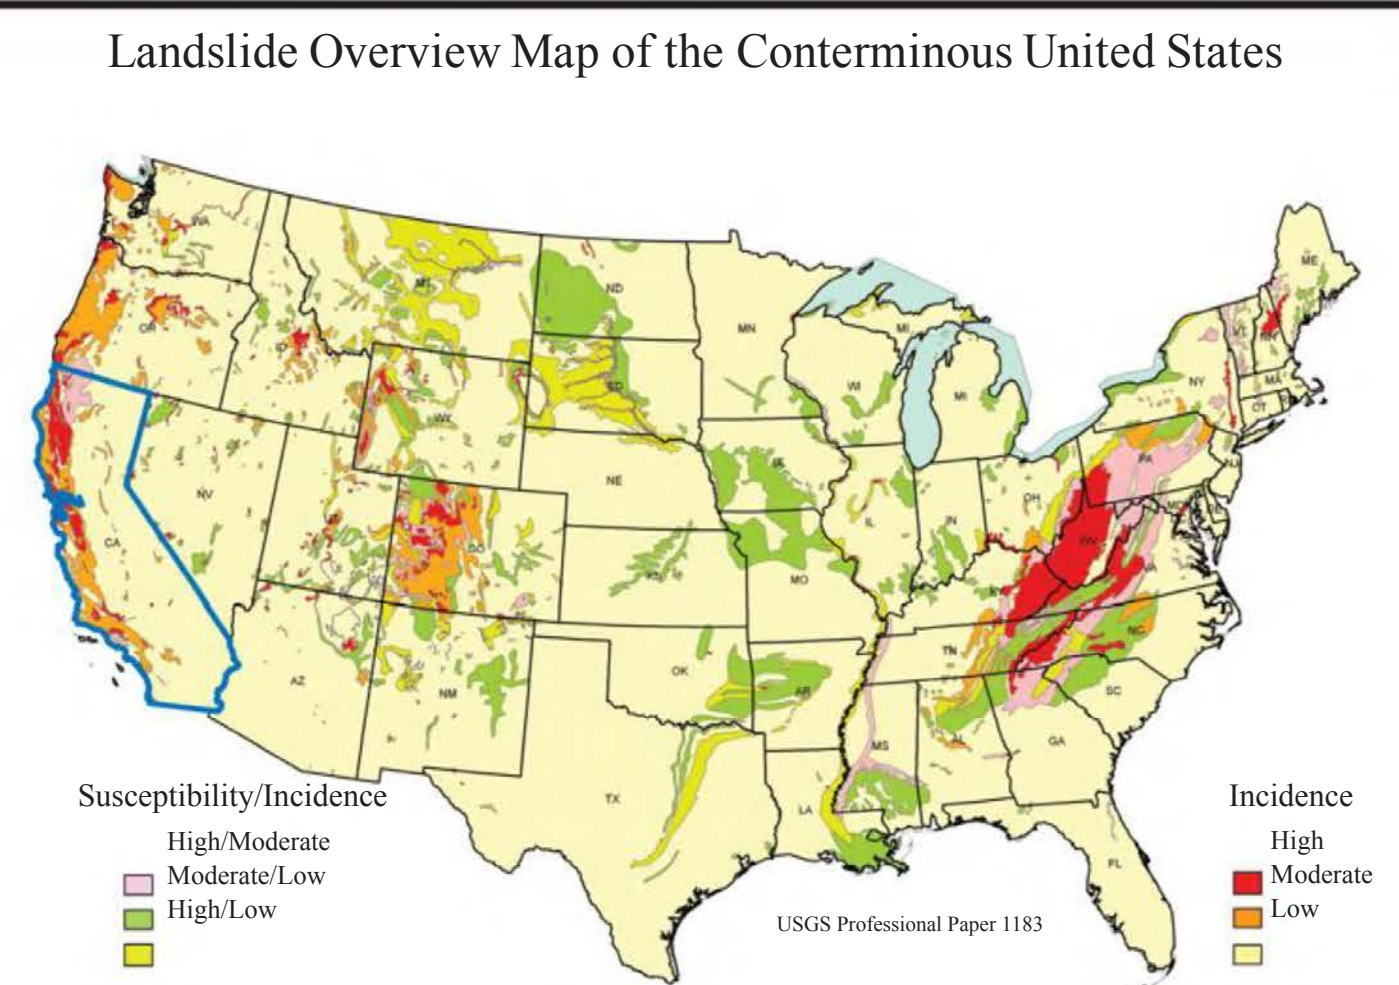 Landslide Overview Map of the Conterminous United States
WA
MT
ND
MN
ME
OR
ID
SD
WI
MI
MI
VT
NH
NY
MA
CT
WY
NE
IA
PA
NJ
NV
CA
CO
KS
MO
IL
IN
OH
WV
VA
KY
AZ
NM
OK
AR
TN
NC
SC
TX
LA
MS
AL
GA
FL
Susceptibility/Incidence
High/Moderate
Moderate/Low
High/Low
Incidence
High
Moderate
Low
USGS Professional Paper 1183